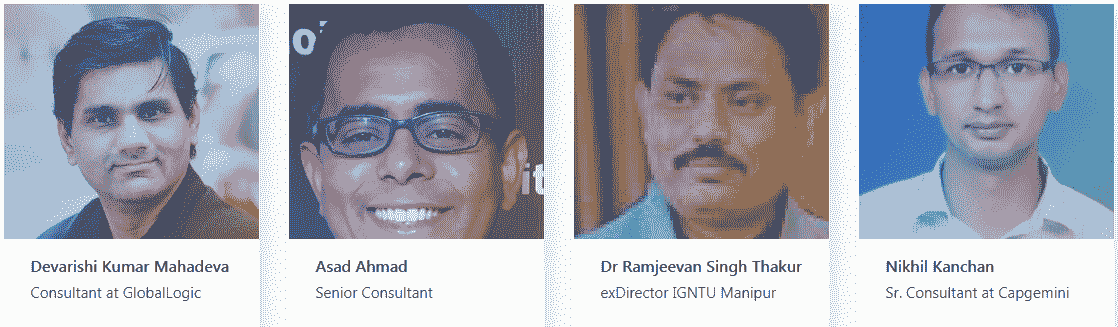 Devarishi Kumar Mahadeva
Consultant at GlobalLogic
Asad Ahmad
Senior Consultant
Dr Ramjeevan Singh Thakur
exDirector IGNTU Manipur
Nikhil Kanchan
Sr. Consultant at Capgemini